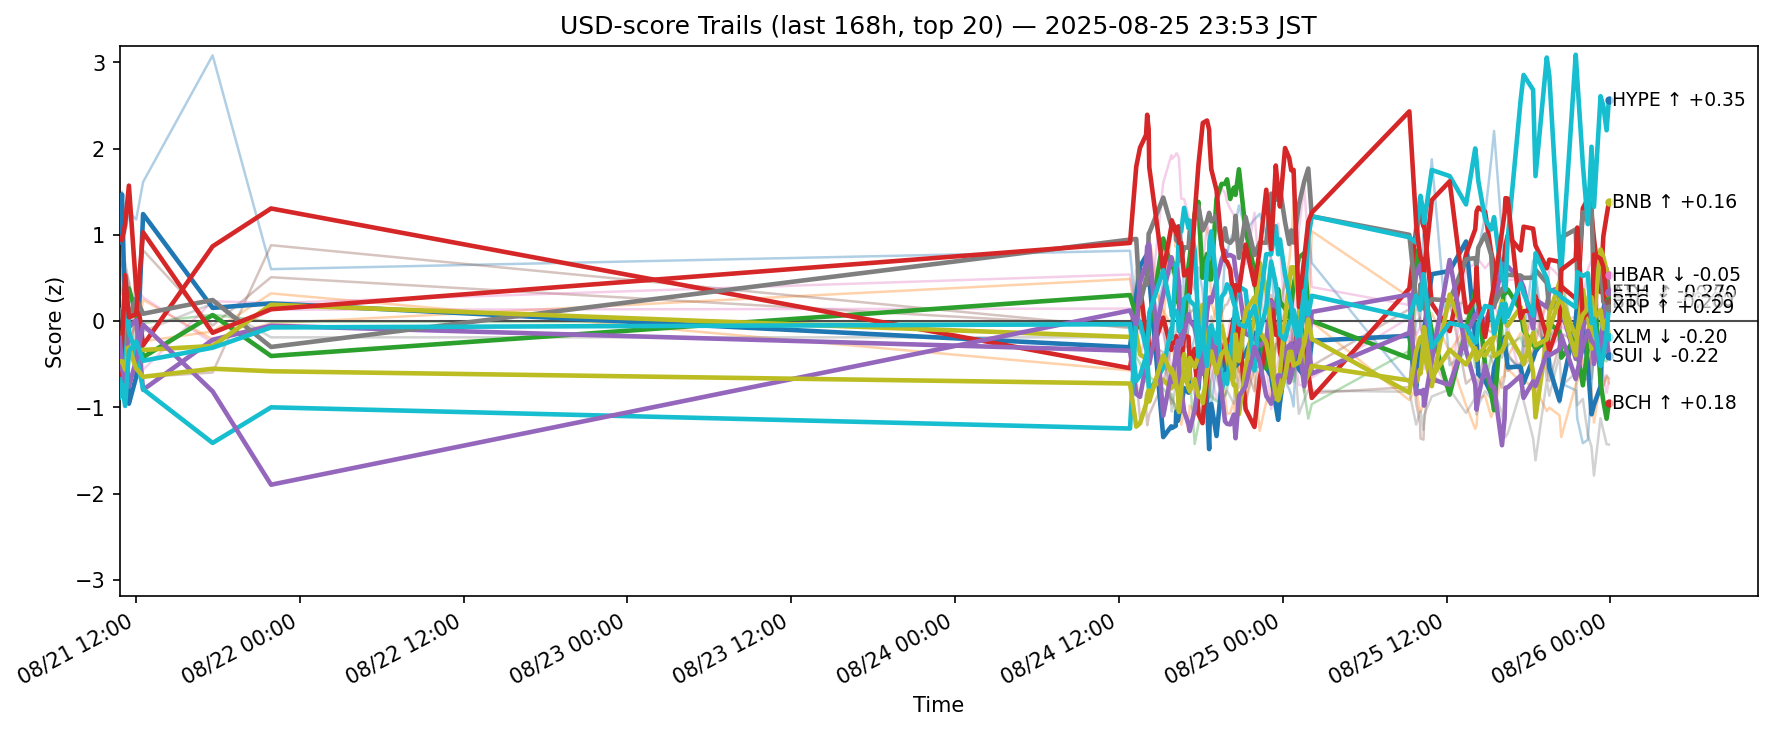 USD-score Trails (last 168h, top 20) — 2025-08-25 23:53 JST
Score (z)
3
2
1
0
−1
−2
−3
HYPE ↑ +0.35
BNB ↑ +0.16
HBAR ↓ -0.05
ETH
XRP ↑ +0.29
XLM ↓ -0.20
SUI ↓ -0.22
BCH ↑ +0.18
08/21 12:00
08/22 00:00
08/22 12:00
08/23 00:00
08/23 12:00
08/24 00:00
08/24 12:00
08/25 00:00
08/25 12:00
08/26 00:00
Time